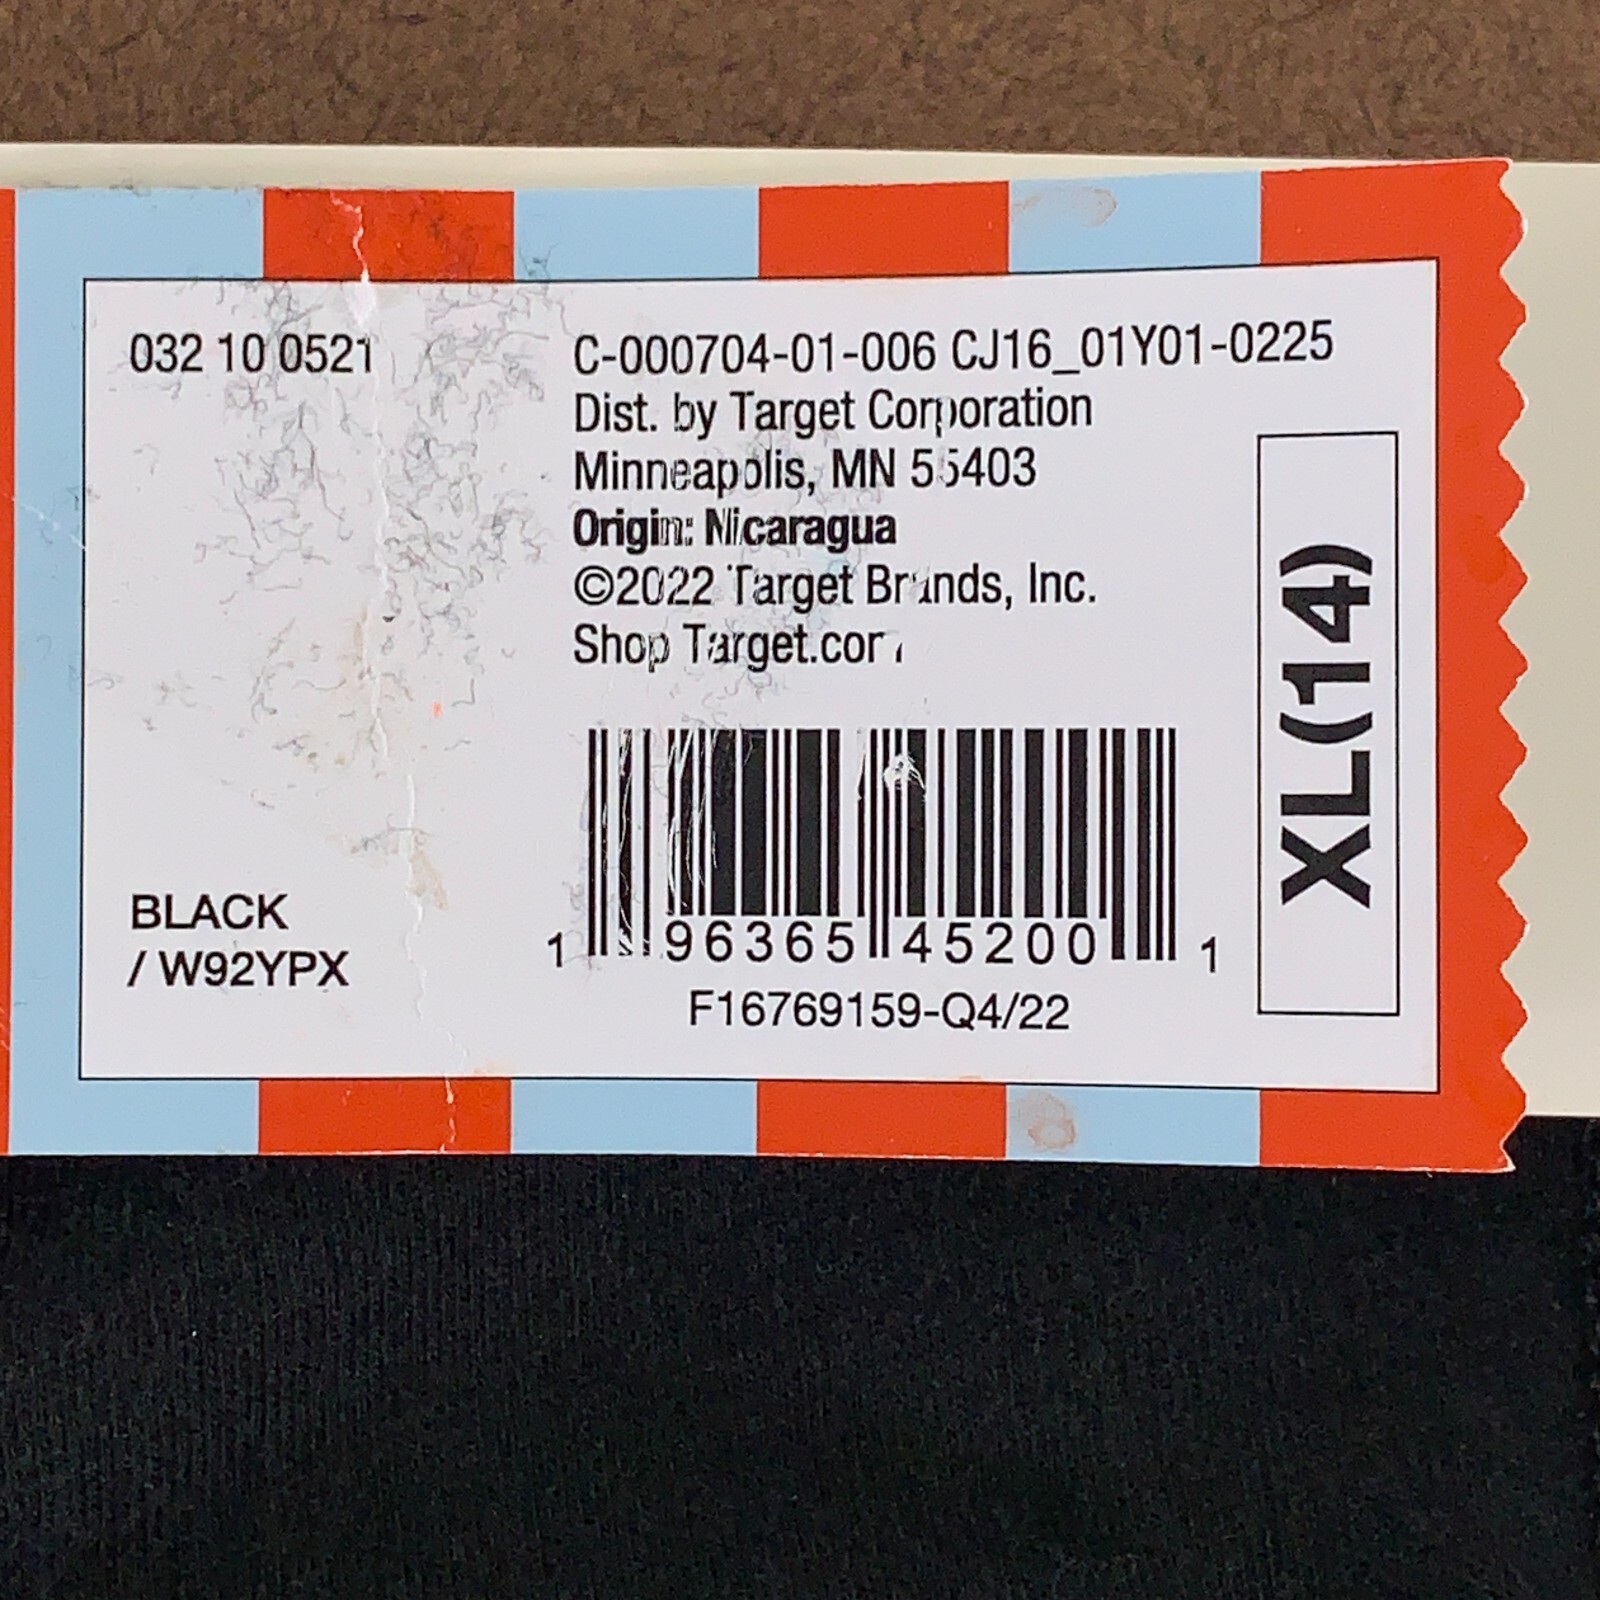 032 10 0521
C-000704-01-006 CJ16_01Y01-0225
Dist. by Target Corporation
Minneapolis, MN 55403
Origin: Nicaragua
©2022 Target Brands, Inc.
Shop Target.com
XL(14)
BLACK
/ W92YPX
1 96365 45200 1
F16769159-Q4/22